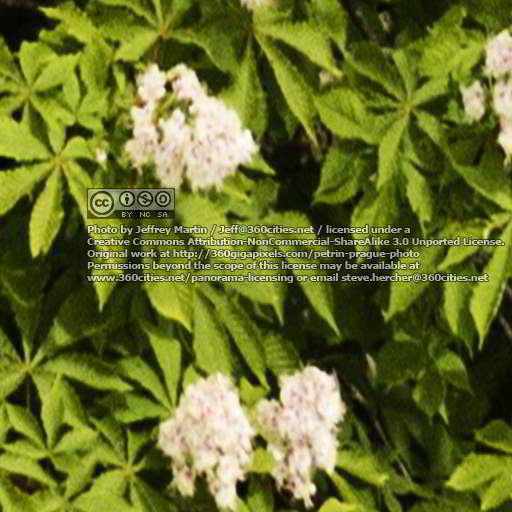 cc
BY NC SA
Photo by Jeffrey Martin / Jeff@360cities.net / licensed under a
Creative Commons Attribution-NonCommercial-ShareAlike 3.0 Unported License.
Original work at http://360gigapixels.com/petrin-prague-photo
Permissions beyond the scope of this license may be available at
www.360cities.net/panorama-licensing or email steve.hercher@360cities.net